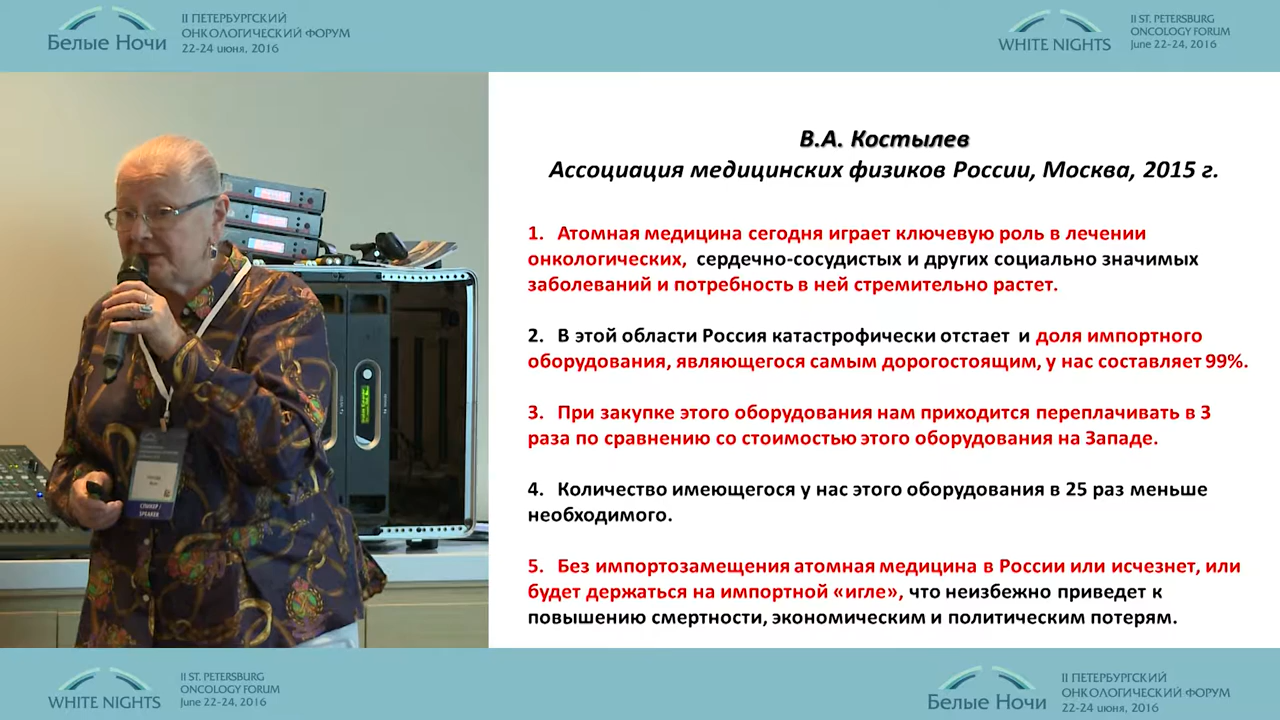 Белые Ночи
II ПЕТЕРБУРГСКИЙ
ОНКОЛОГИЧЕСКИЙ ФОРУМ
22-24 июня, 2016
WHITE NIGHTS
II ST. PETERSBURG
ONCOLOGY FORUM
June 22-24, 2016
В.А. Костылев
Ассоциация медицинских физиков России, Москва, 2015 г.
1. Атомная медицина сегодня играет ключевую роль в лечении
онкологических, сердечно-сосудистых и других социально значимых
заболеваний и потребность в ней стремительно растет.
2. В этой области Россия катастрофически отстает и доля импортного
оборудования, являющегося самым дорогостоящим, у нас составляет 99%.
3. При закупке этого оборудования нам приходится переплачивать в 3
раза по сравнению со стоимостью этого оборудования на Западе.
4. Количество имеющегося у нас этого оборудования в 25 раз меньше
необходимого.
5. Без импортозамещения атомная медицина в России или исчезнет, или
будет держаться на импортной «игле», что неизбежно приведет к
повышению смертности, экономическим и политическим потерям.
СПИКЕР /
SPEAKER
WHITE NIGHTS
II ST. PETERSBURG
ONCOLOGY FORUM
June 22-24, 2016
Белые Ночи
II ПЕТЕРБУРГСКИЙ
ОНКОЛОГИЧЕСКИЙ ФОРУМ
22-24 июня, 2016